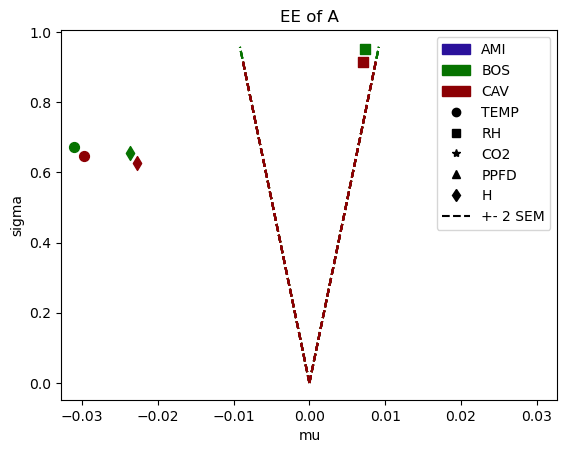 EE of A
1.0
0.8
0.6
0.4
0.2
0.0
sigma
−0.03 −0.02 −0.01 0.00 0.01 0.02 0.03
mu
AMI
BOS
CAV
TEMP
RH
CO2
PPFD
H
+- 2 SEM